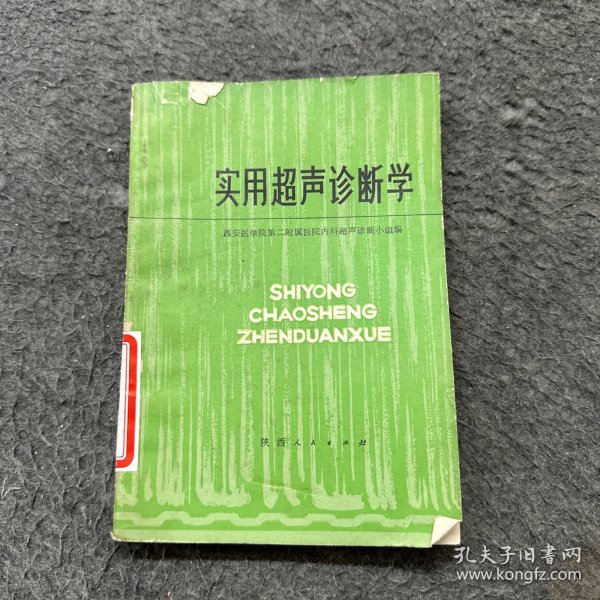 实用超声诊断学
西安医学院第二附属医院内科超声诊断小组编
SHIYONG
CHAOSHENG
ZHENDUANXUE
陕西人民出版社
孔夫子旧书网
www.kongfz.com